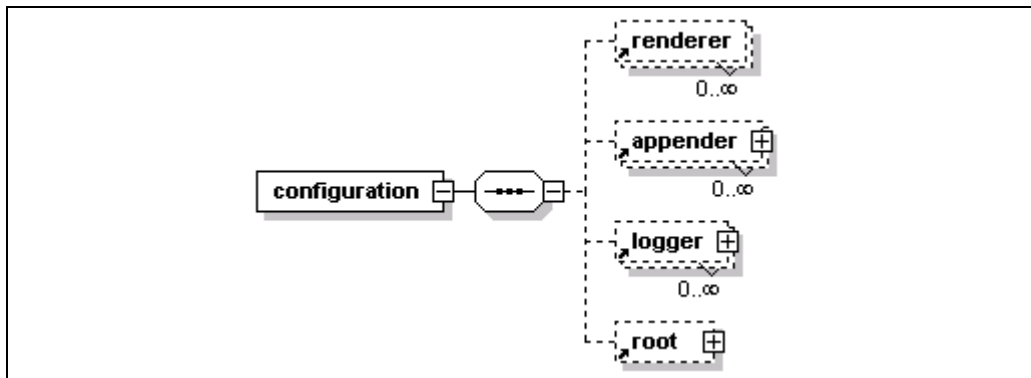 renderer
0..∞
appender
0..∞
configuration
logger
0..∞
root